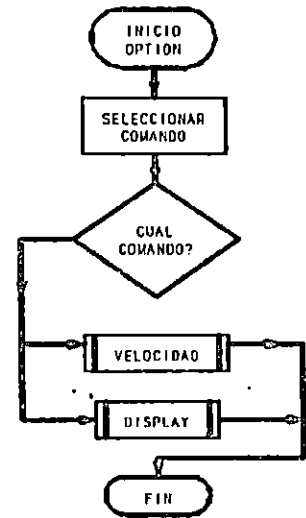 INICIO
OPTION
SELECCIONAR
COMANDO
CUAL
COMANDO?
VELOCIDAD
DISPLAY
FIN